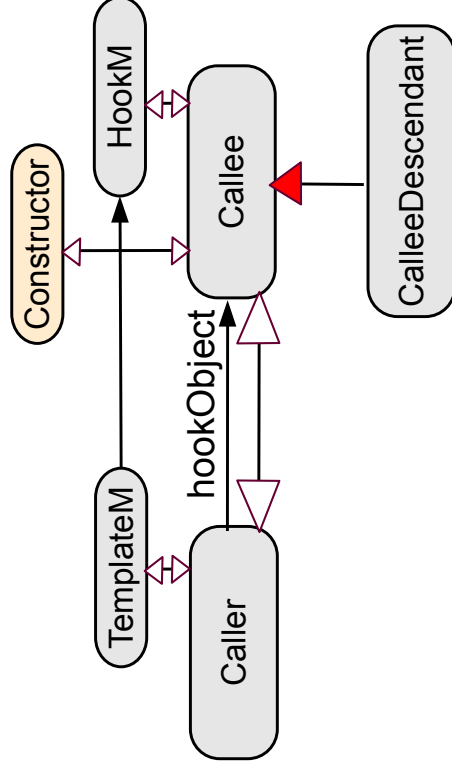 Constructor
TemplateM
HookM
hookObject
Caller
Callee
CalleeDescendant